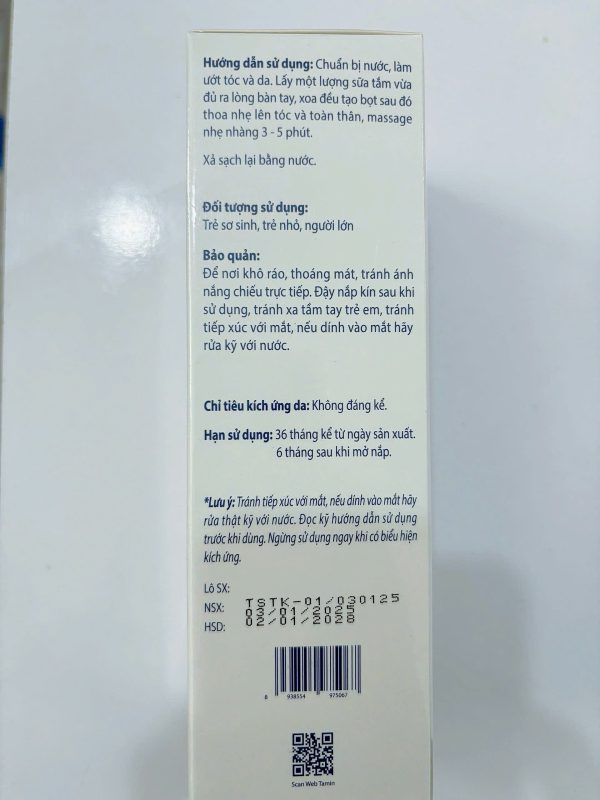 Hướng dẫn sử dụng: Chuẩn bị nước, làm
ướt tóc và da. Lấy một lượng sữa tắm vừa
đủ ra lòng bàn tay, xoa đều tạo bọt sau đó
thoa nhẹ lên tóc và toàn thân, massage
nhẹ nhàng 3 - 5 phút.
Xả sạch lại bằng nước.
Đối tượng sử dụng:
Trẻ sơ sinh, trẻ nhỏ, người lớn
Bảo quản:
Để nơi khô ráo, thoáng mát, tránh ánh
nắng chiếu trực tiếp. Đậy nắp kín sau khi
sử dụng, tránh xa tầm tay trẻ em, tránh
tiếp xúc với mắt, nếu dính vào mắt hãy
rửa kỹ với nước.
Chỉ tiêu kích ứng da: Không đáng kể.
Hạn sử dụng: 36 tháng kể từ ngày sản xuất.
6 tháng sau khi mở nắp.
*Lưu ý: Tránh tiếp xúc với mắt, nếu dính vào mắt hãy
rửa thật kỹ với nước. Đọc kỹ hướng dẫn sử dụng
trước khi dùng. Ngừng sử dụng ngay khi có biểu hiện
kích ứng.
Lô SX: TSTK-01/030125
NSX: 03/01/2025
HSD: 02/01/2028
8 938554 975067
Scan Web Tamin